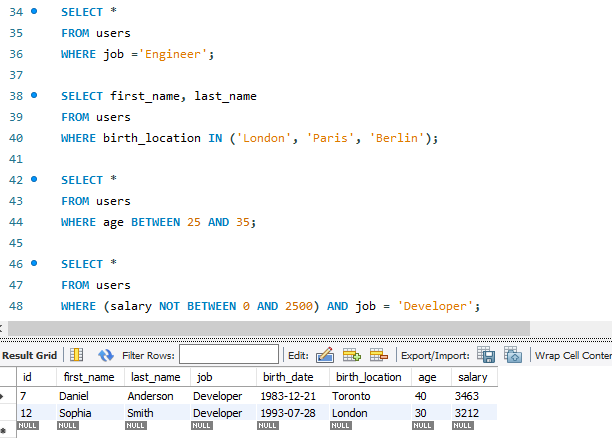 34 SELECT *
35 FROM users
36 WHERE job ='Engineer';
37
38 SELECT first_name, last_name
39 FROM users
40 WHERE birth_location IN ('London', 'Paris', 'Berlin');
41
42 SELECT *
43 FROM users
44 WHERE age BETWEEN 25 AND 35;
45
46 SELECT *
47 FROM users
48 WHERE (salary NOT BETWEEN 0 AND 2500) AND job = 'Developer';
Result Grid Filter Rows: Edit: Export/Import: Wrap Cell Conter
id first_name last_name job birth_date birth_location age salary
7 Daniel Anderson Developer 1983-12-21 Toronto 40 3463
12 Sophia Smith Developer 1993-07-28 London 30 3212
NULL NULL NULL NULL NULL NULL NULL NULL